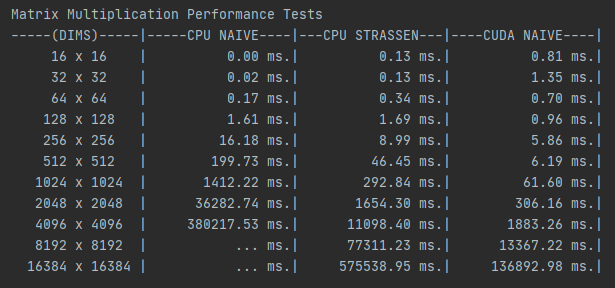 Matrix Multiplication Performance Tests
-----(DIMS)-----|-----CPU NAIVE----|---CPU STRASSEN---|----CUDA NAIVE----|
     16 x 16    |          0.00 ms.|          0.13 ms.|          0.81 ms.|
     32 x 32    |          0.02 ms.|          0.13 ms.|          1.35 ms.|
     64 x 64    |          0.17 ms.|          0.34 ms.|          0.70 ms.|
    128 x 128   |          1.61 ms.|          1.69 ms.|          0.96 ms.|
    256 x 256   |         16.18 ms.|          8.99 ms.|          5.86 ms.|
    512 x 512   |        199.73 ms.|         46.45 ms.|          6.19 ms.|
   1024 x 1024  |       1412.22 ms.|        292.84 ms.|         61.60 ms.|
   2048 x 2048  |      36282.74 ms.|       1654.30 ms.|        306.16 ms.|
   4096 x 4096  |     380217.53 ms.|      11098.40 ms.|       1883.26 ms.|
   8192 x 8192  |           ... ms.|      77311.23 ms.|      13367.22 ms.|
  16384 x 16384 |           ... ms.|     575538.95 ms.|     136892.98 ms.|